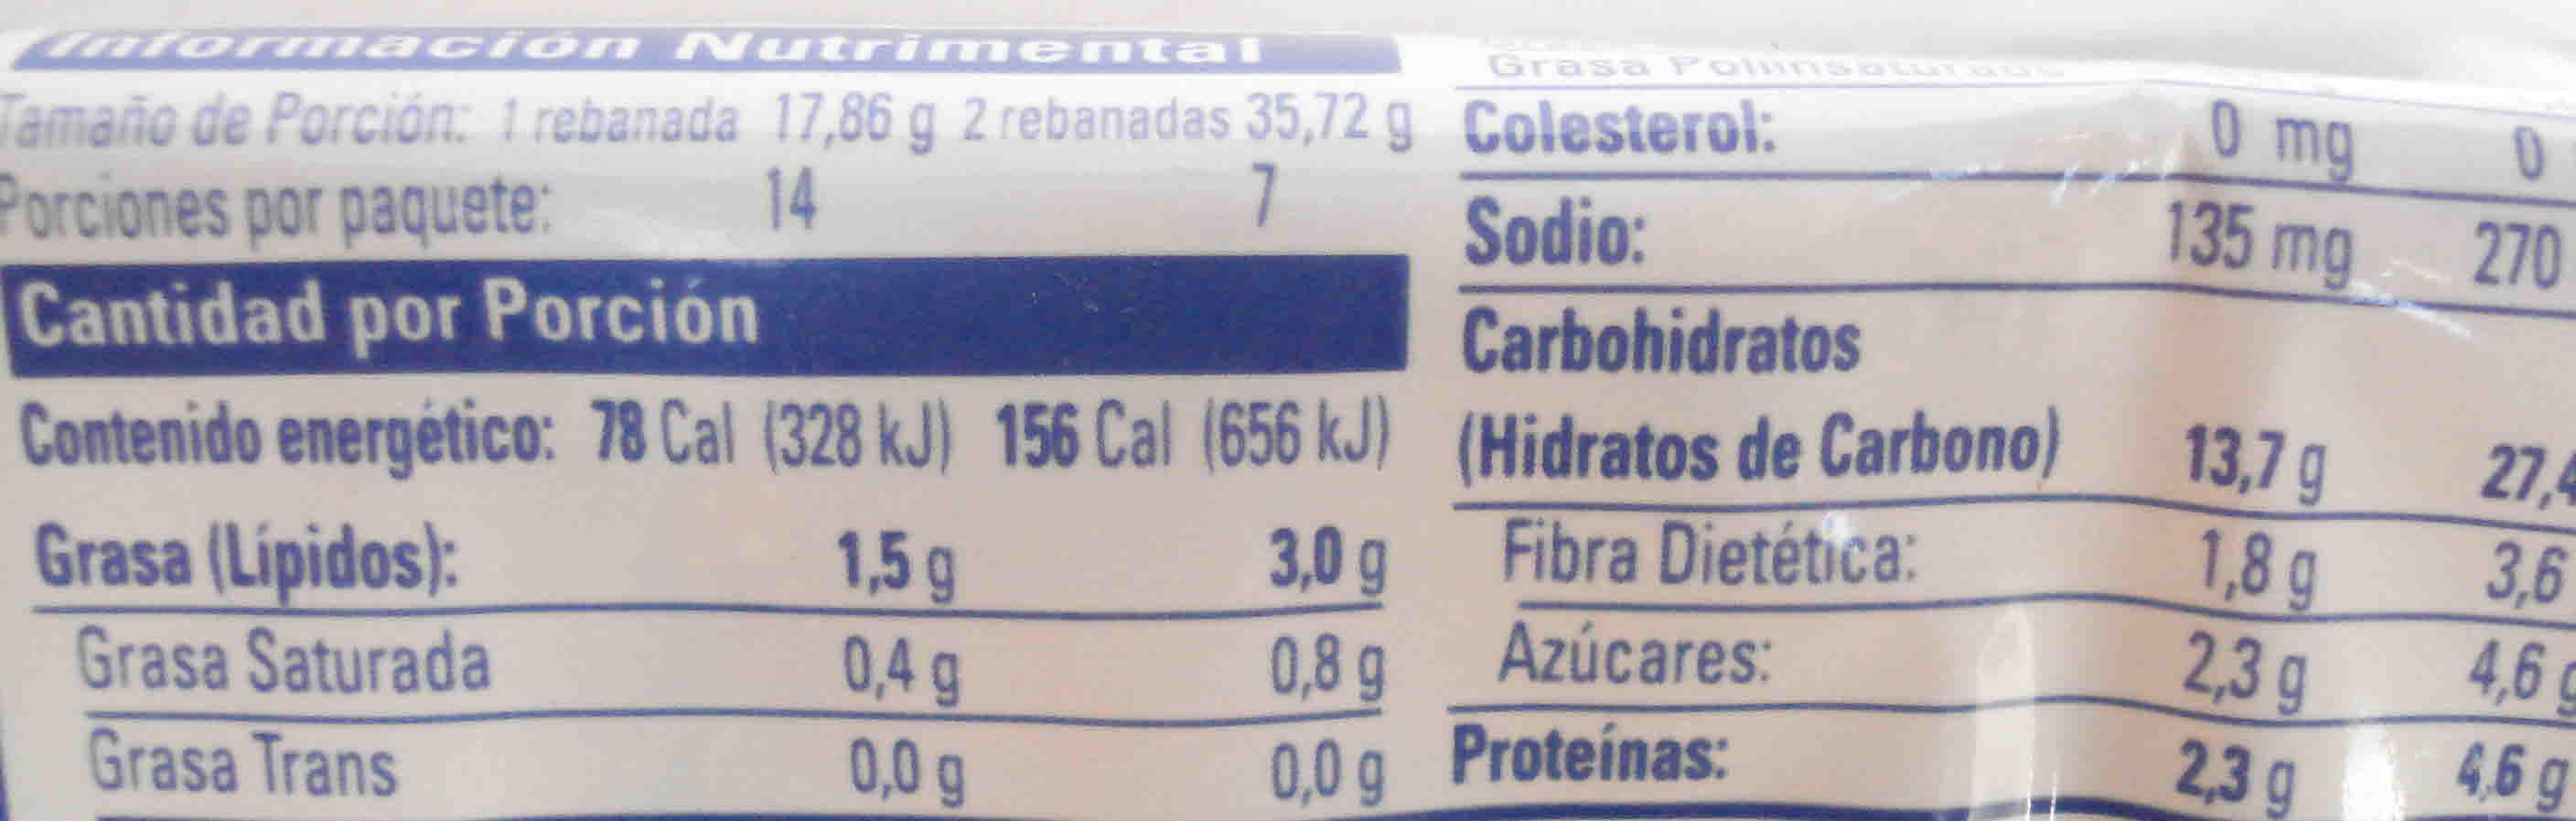 Información Nutrimental
Tamaño de Porción: 1 rebanada 17,86 g 2 rebanadas 35,72 g
Porciones por paquete: 14 7
Cantidad por Porción
Contenido energético: 78 Cal (328 kJ) 156 Cal (656 kJ)
Grasa (Lípidos): 1,5 g 3,0 g
Grasa Saturada 0,4 g 0,8 g
Grasa Trans 0,0 g 0,0 g
Grasa Poliinsaturada
Colesterol: 0 mg 0
Sodio: 135 mg 270
Carbohidratos
(Hidratos de Carbono) 13,7 g 27,4
Fibra Dietética: 1,8 g 3,6
Azúcares: 2,3 g 4,6 g
Proteínas: 2,3 g 4,6 g